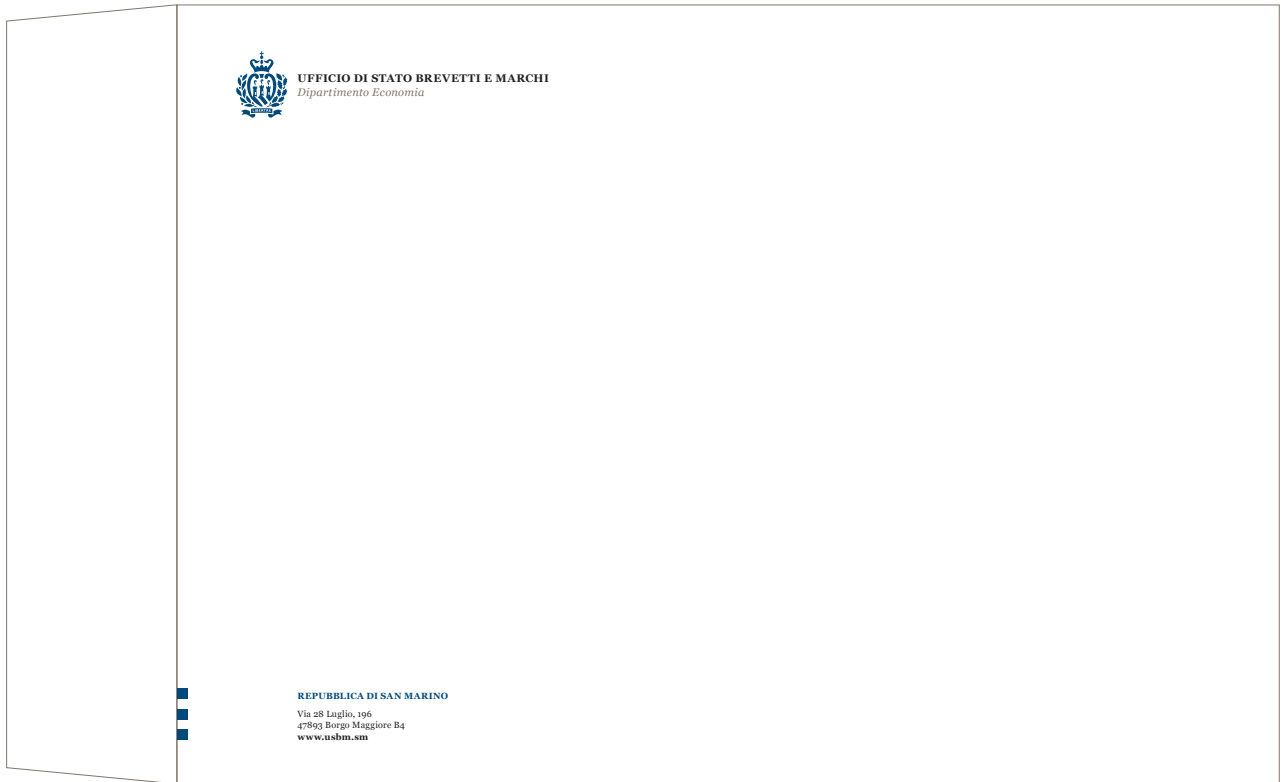 UFFICIO DI STATO BREVETTI E MARCHI
Dipartimento Economia
REPUBBLICA DI SAN MARINO
Via 28 Luglio, 196
47893 Borgo Maggiore B4
www.usbm.sm